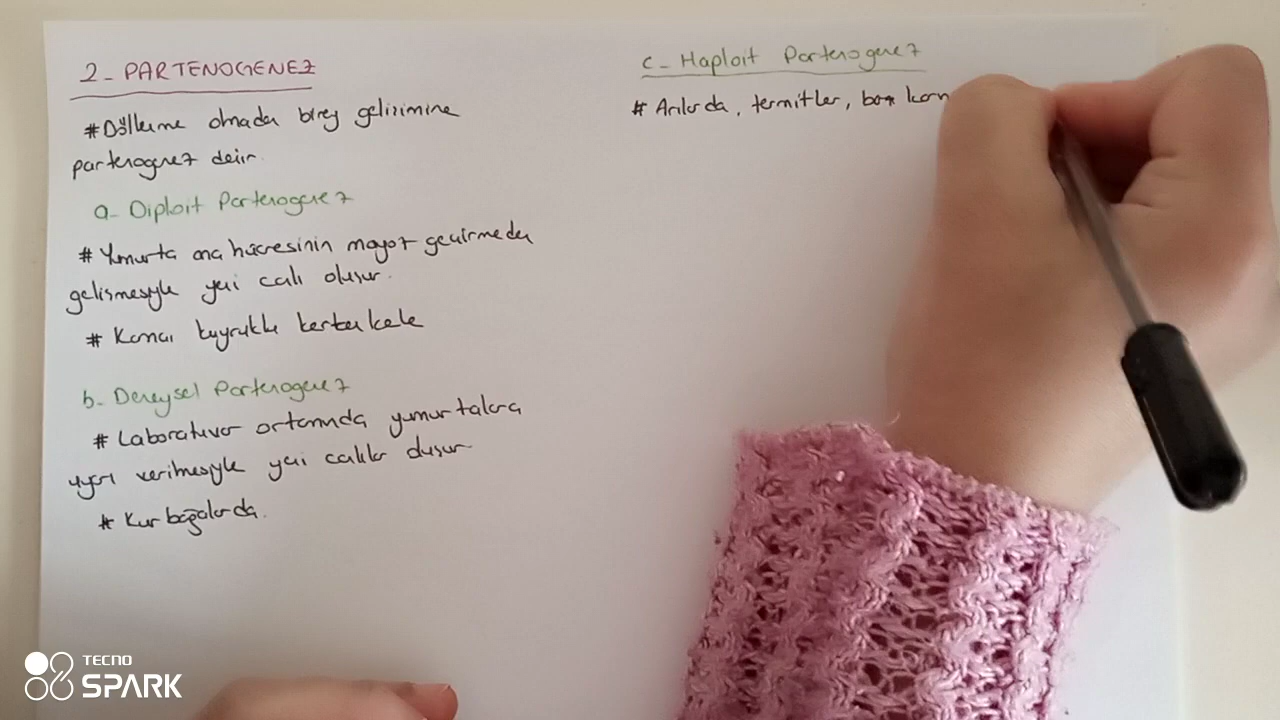 2- PARTENOGENEZ
# Döllenme olmadan birey gelişimine
partenogenez denir.
a- Diploit Partenogenez
# Yumurta ana hücresinin mayoz geçirmeden
gelişmesiyle yeni canlı oluşur.
# Kamçı kuyruklu kertenkele
b- Deneysel Partenogenez
# Laboratuvar ortamında yumurtalara
uyarı verilmesiyle yeni canlılar oluşur.
# Kurbağalarda.
c- Haploit Partenogenez
# Arılarda, termitler, bazı karın
TECNO
SPARK